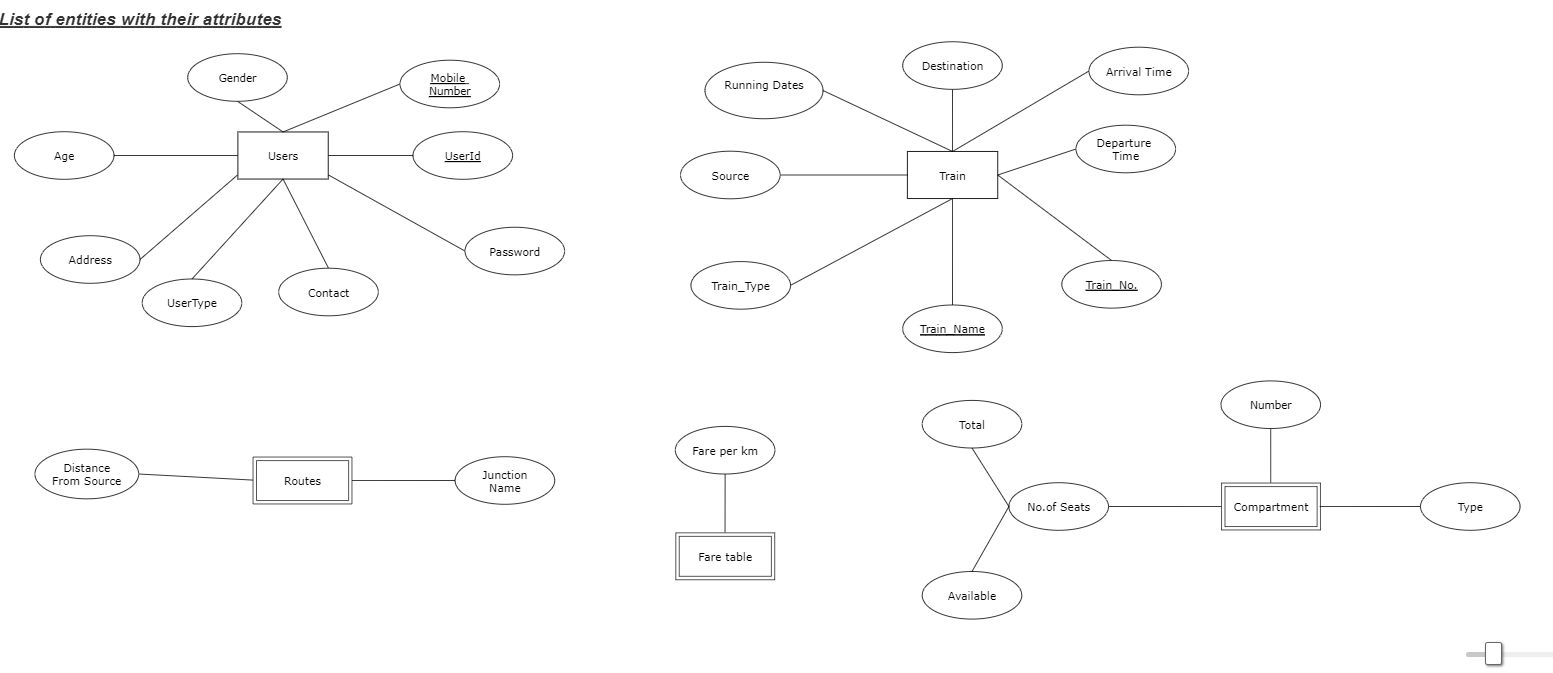 List of entities with their attributes
Gender
Mobile
Number
Age
Users
UserId
Address
Password
UserType
Contact
Running Dates
Destination
Arrival Time
Departure
Time
Source
Train
Train_Type
Train_No.
Train_Name
Distance
From Source
Routes
Junction
Name
Fare per km
Fare table
Total
Number
No.of Seats
Compartment
Type
Available